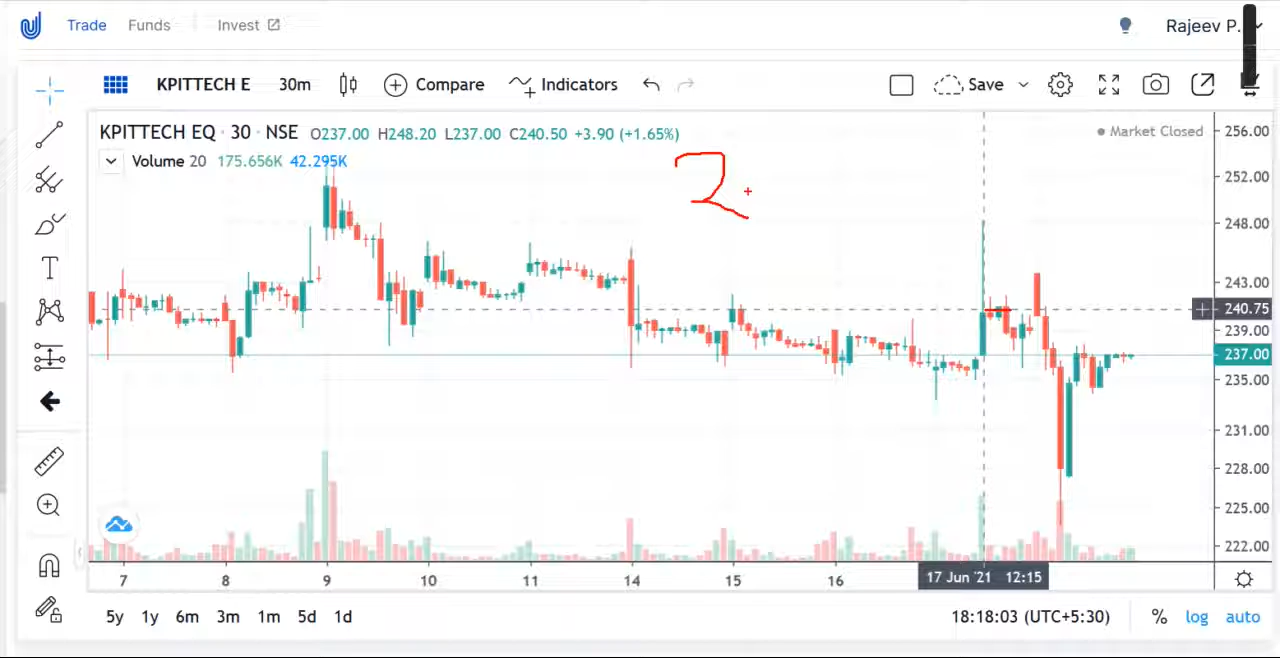 Trade Funds Invest Rajeev P.
KPITTECH E 30m Compare Indicators Save
KPITTECH EQ · 30 · NSE O237.00 H248.20 L237.00 C240.50 +3.90 (+1.65%) Market Closed
Volume 20 175.656K 42.295K
2
256.00
252.00
248.00
243.00
240.75
239.00
237.00
235.00
231.00
228.00
225.00
222.00
7 8 9 10 11 14 15 16 17 Jun '21 12:15
5y 1y 6m 3m 1m 5d 1d 18:18:03 (UTC+5:30) % log auto